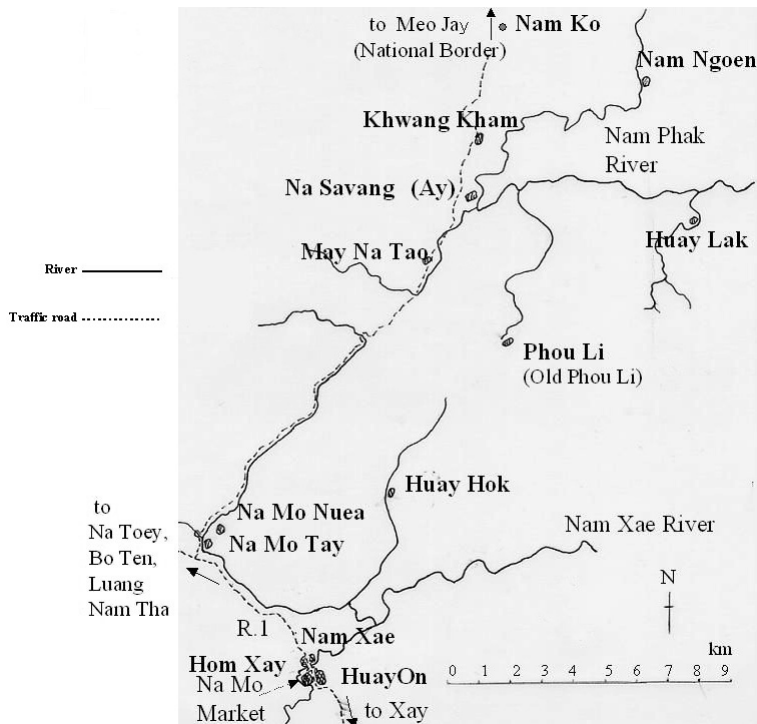 to Meo Jay
(National Border)
Nam Ko
Nam Ngoen
Khwang Kham
Nam Phak
River
Na Savang (Ay)
May Na Tao
Huay Lak
River
Traffic road
Phou Li
(Old Phou Li)
Huay Hok
to
Na Toey,
Bo Ten,
Luang
Nam Tha
Na Mo Nuea
Na Mo Tay
Nam Xae River
N
R.1
Nam Xae
Hom Xay
HuayOn
Na Mo
Market
to Xay
km
0 1 2 3 4 5 6 7 8 9